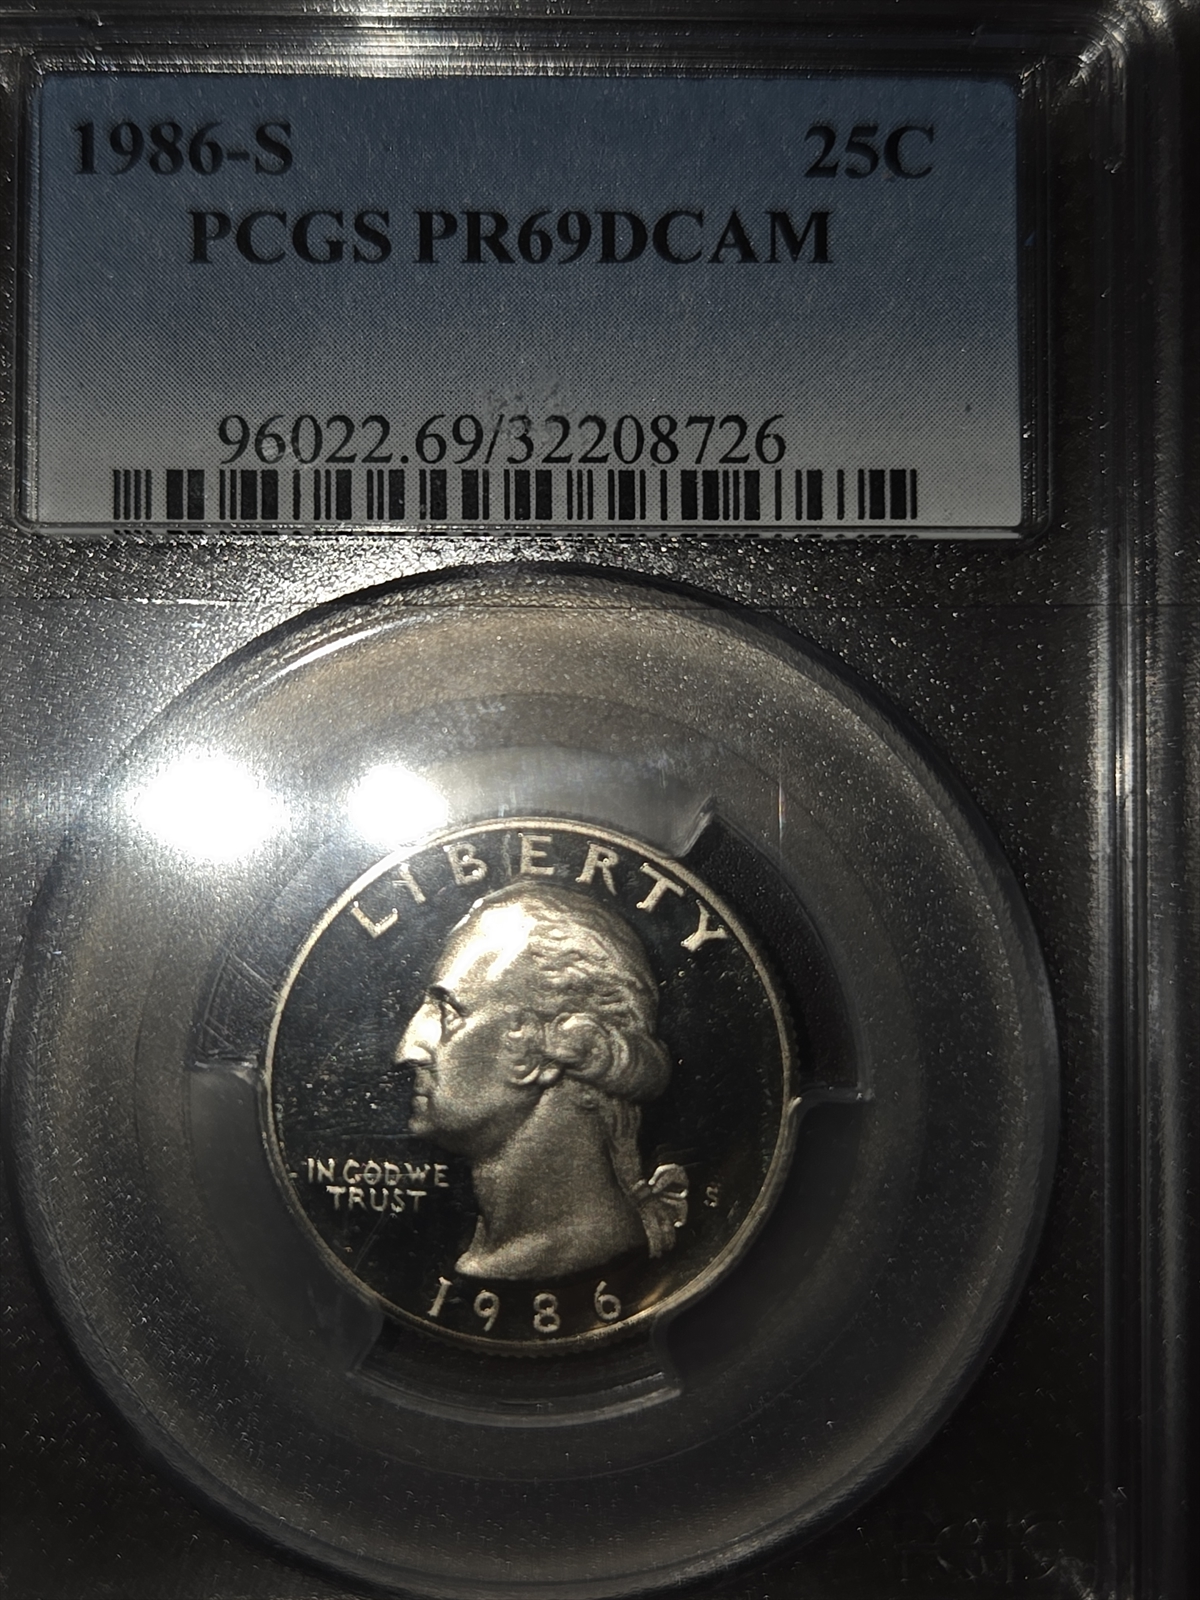 1986-S 25C
PCGS PR69DCAM
96022.69/32208726
LIBERTY
IN GOD WE
TRUST
S
1986